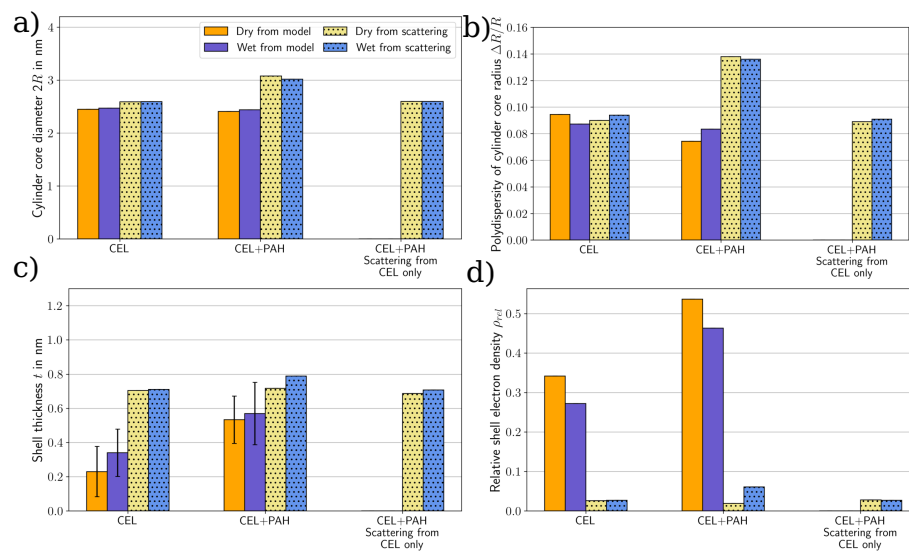 a)
Cylinder core diameter 2R in nm
4
3
2
1
0
Dry from model
Wet from model
Dry from scattering
Wet from scattering
CEL
CEL+PAH
CEL+PAH
Scattering from
CEL only
b)
Polydispersity of cylinder core radius ΔR/R
0.16
0.14
0.12
0.10
0.08
0.06
0.04
0.02
0.00
CEL
CEL+PAH
CEL+PAH
Scattering from
CEL only
c)
Shell thickness t in nm
1.2
1.0
0.8
0.6
0.4
0.2
0.0
CEL
CEL+PAH
CEL+PAH
Scattering from
CEL only
d)
Relative shell electron density ρrel
0.5
0.4
0.3
0.2
0.1
0.0
CEL
CEL+PAH
CEL+PAH
Scattering from
CEL only